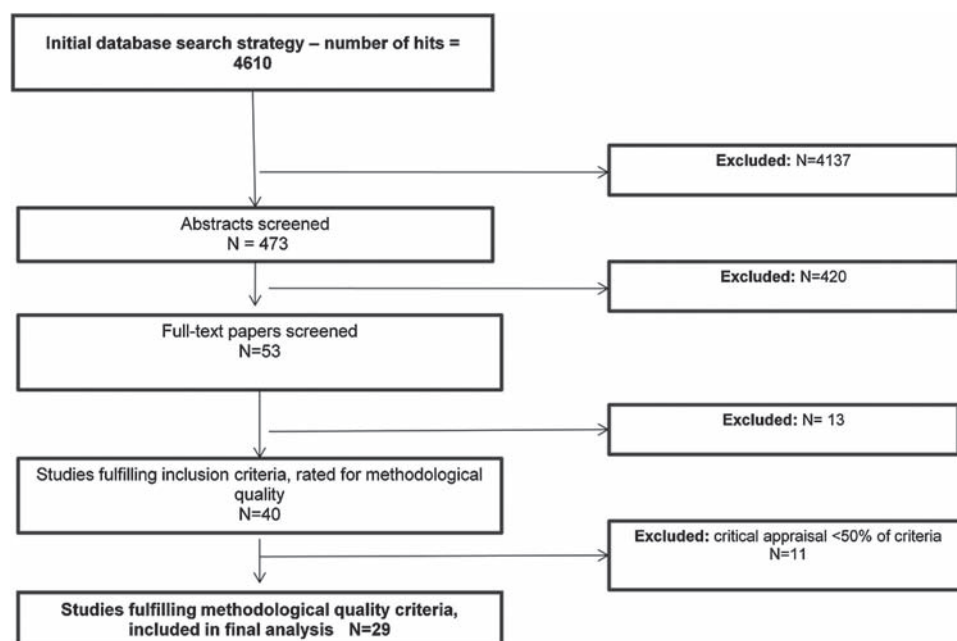 Initial database search strategy – number of hits =
4610
Excluded: N=4137
Abstracts screened
N = 473
Excluded: N=420
Full-text papers screened
N=53
Excluded: N= 13
Studies fulfilling inclusion criteria, rated for methodological
quality
N=40
Excluded: critical appraisal <50% of criteria
N=11
Studies fulfilling methodological quality criteria,
included in final analysis N=29